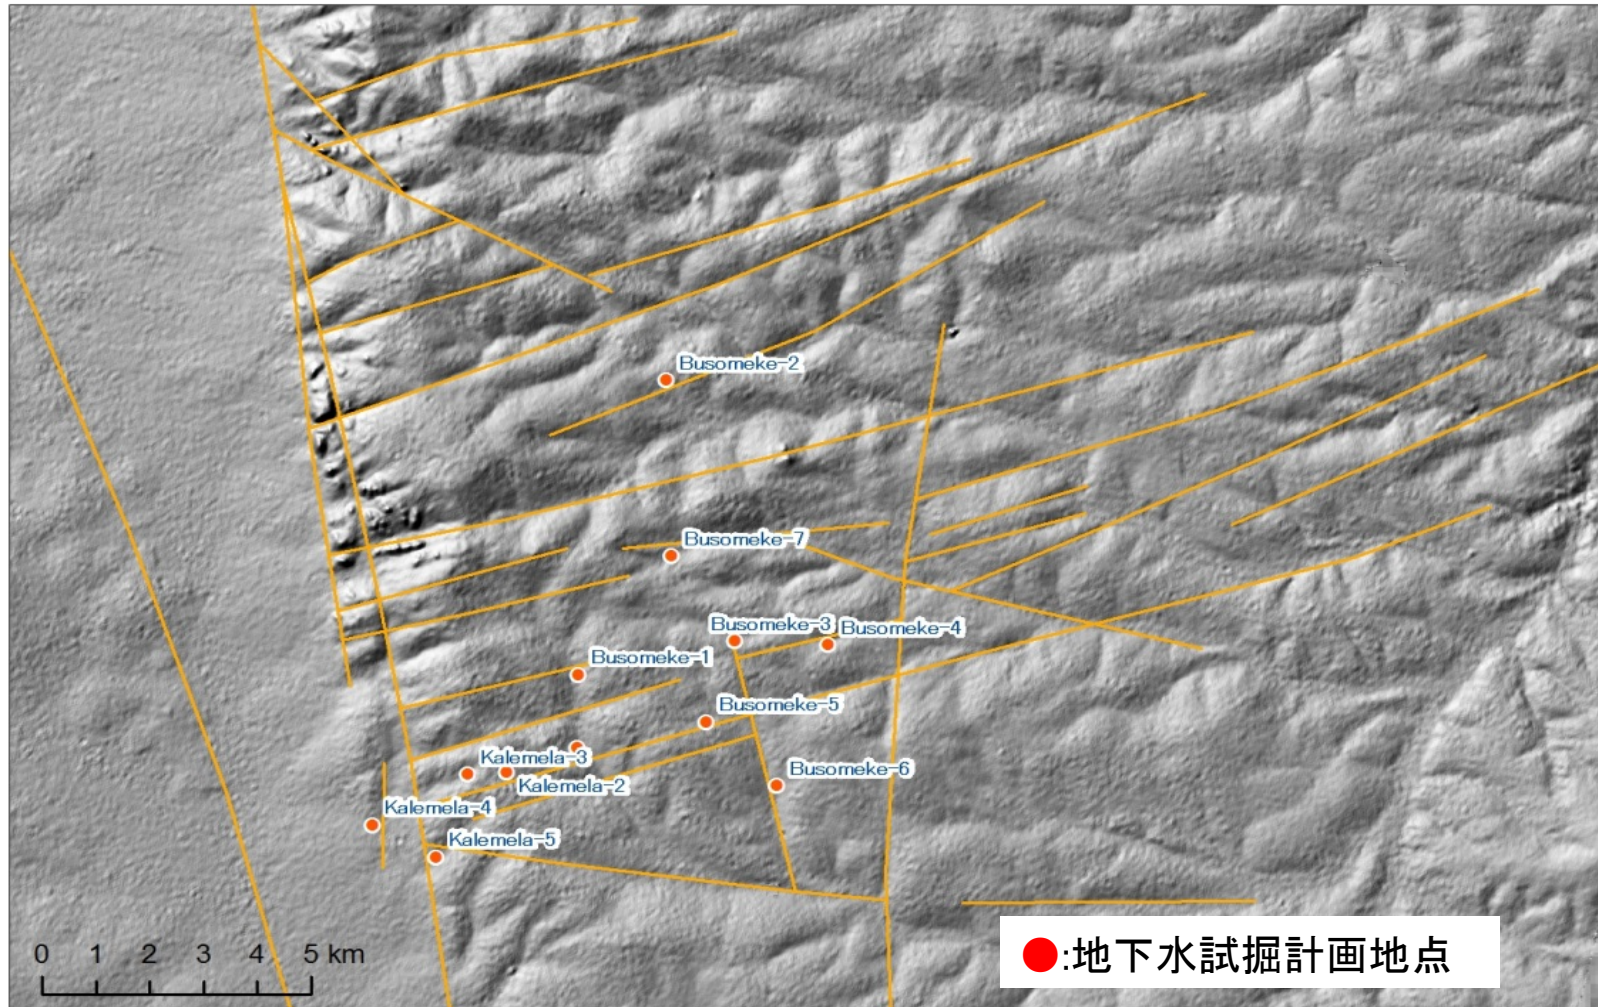 Busomeke-2
Busomeke-7
Busomeke-3
Busomeke-4
Busomeke-1
Busomeke-5
Kalemela-3
Busomeke-6
Kalemela-2
Kalemela-4
Kalemela-5
0 1 2 3 4 5 km
:地下水試掘計画地点